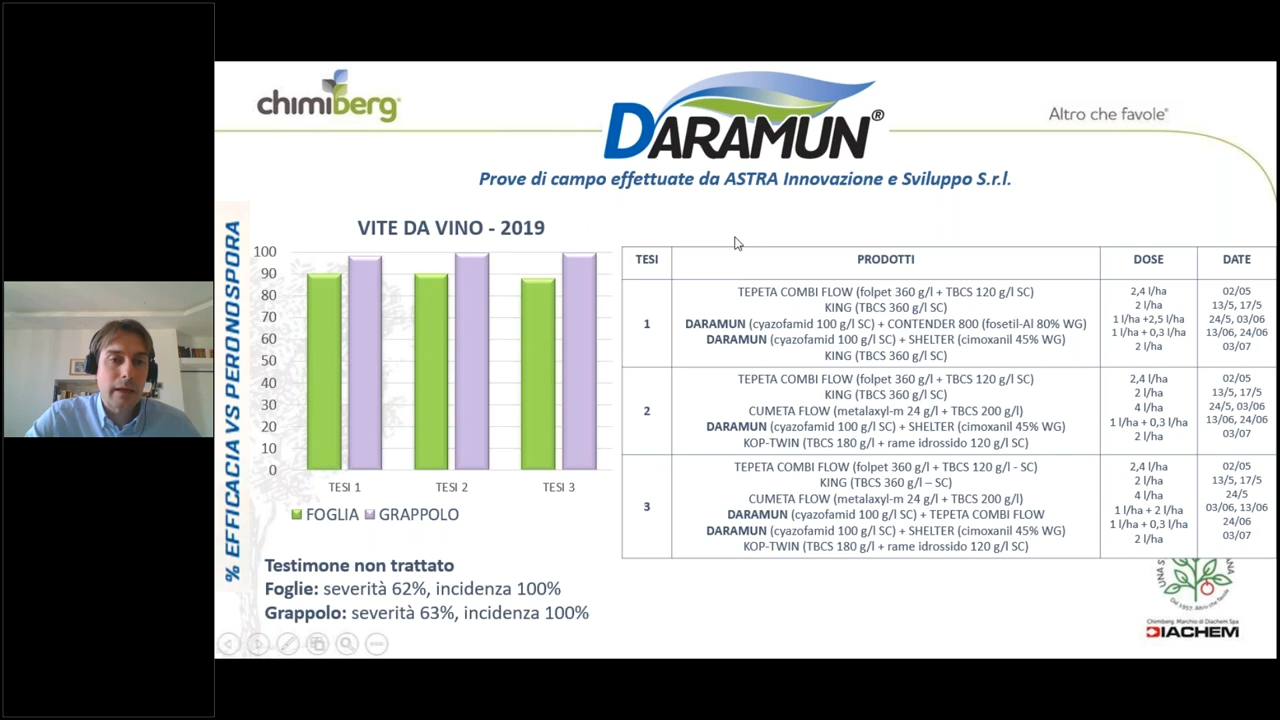 chimiberg®
DARAMUN®
Altro che favole®
Prove di campo effettuate da ASTRA Innovazione e Sviluppo S.r.l.
% EFFICACIA VS PERONOSPORA
VITE DA VINO - 2019
100
90
80
70
60
50
40
30
20
10
0
TESI 1 TESI 2 TESI 3
FOGLIA GRAPPOLO
Testimone non trattato
Foglie: severità 62%, incidenza 100%
Grappolo: severità 63%, incidenza 100%
TESI PRODOTTI DOSE DATE
1
TEPETA COMBI FLOW (folpet 360 g/l + TBCS 120 g/l SC) 2,4 l/ha 02/05
KING (TBCS 360 g/l SC) 2 l/ha 13/5, 17/5
DARAMUN (cyazofamid 100 g/l SC) + CONTENDER 800 (fosetil-Al 80% WG) 1 l/ha +2,5 l/ha 24/5, 03/06
DARAMUN (cyazofamid 100 g/l SC) + SHELTER (cimoxanil 45% WG) 1 l/ha + 0,3 l/ha 13/06, 24/06
KING (TBCS 360 g/l SC) 2 l/ha 03/07
2
TEPETA COMBI FLOW (folpet 360 g/l + TBCS 120 g/l SC) 2,4 l/ha 02/05
KING (TBCS 360 g/l SC) 2 l/ha 13/5, 17/5
CUMETA FLOW (metalaxyl-m 24 g/l + TBCS 200 g/l) 4 l/ha 24/5, 03/06
DARAMUN (cyazofamid 100 g/l SC) + SHELTER (cimoxanil 45% WG) 1 l/ha + 0,3 l/ha 13/06, 24/06
KOP-TWIN (TBCS 180 g/l + rame idrossido 120 g/l SC) 2 l/ha 03/07
3
TEPETA COMBI FLOW (folpet 360 g/l + TBCS 120 g/l - SC) 2,4 l/ha 02/05
KING (TBCS 360 g/l – SC) 2 l/ha 13/5, 17/5
CUMETA FLOW (metalaxyl-m 24 g/l + TBCS 200 g/l) 4 l/ha 24/5
DARAMUN (cyazofamid 100 g/l SC) + TEPETA COMBI FLOW 1 l/ha + 2 l/ha 03/06, 13/06
DARAMUN (cyazofamid 100 g/l SC) + SHELTER (cimoxanil 45% WG) 1 l/ha + 0,3 l/ha 24/06
KOP-TWIN (TBCS 180 g/l + rame idrossido 120 g/l SC) 2 l/ha 03/07
Dal 1957. Altro che favole
Chimiberg Marchio di Diachem Spa
DIACHEM